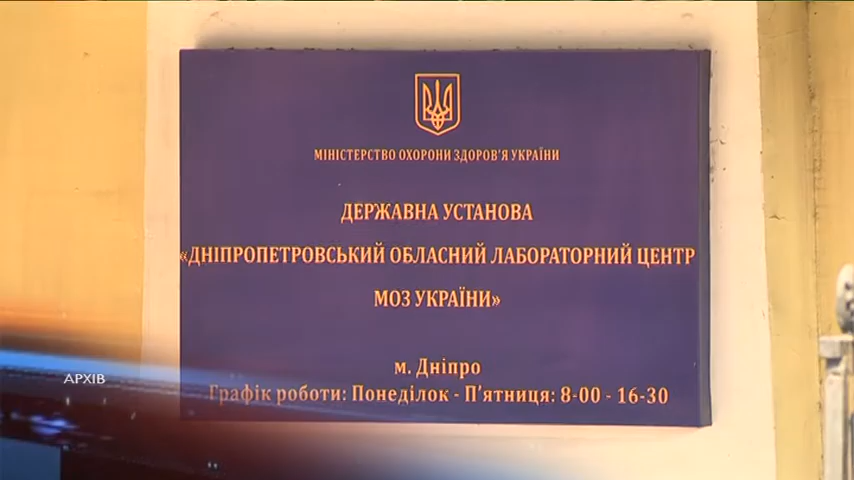 МІНІСТЕРСТВО ОХОРОНИ ЗДОРОВ'Я УКРАЇНИ
ДЕРЖАВНА УСТАНОВА
«ДНІПРОПЕТРОВСЬКИЙ ОБЛАСНИЙ ЛАБОРАТОРНИЙ ЦЕНТР
МОЗ УКРАЇНИ»
м. Дніпро
Графік роботи: Понеділок - П'ятниця: 8-00 - 16-30
АРХІВ